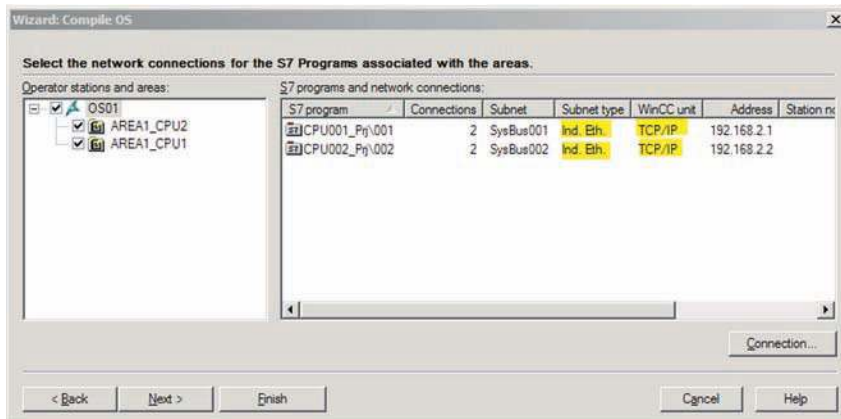 Wizard: Compile OS
Select the network connections for the S7 Programs associated with the areas.
Operator stations and areas:
OS01
AREA1_CPU2
AREA1_CPU1
S7 programs and network connections:
S7 program Connections Subnet Subnet type WinCC unit Address Station no
CPU001_Prj\001 2 SysBus001 Ind. Eth. TCP/IP 192.168.2.1
CPU002_Prj\002 2 SysBus002 Ind. Eth. TCP/IP 192.168.2.2
Connection...
< Back Next > Finish Cancel Help